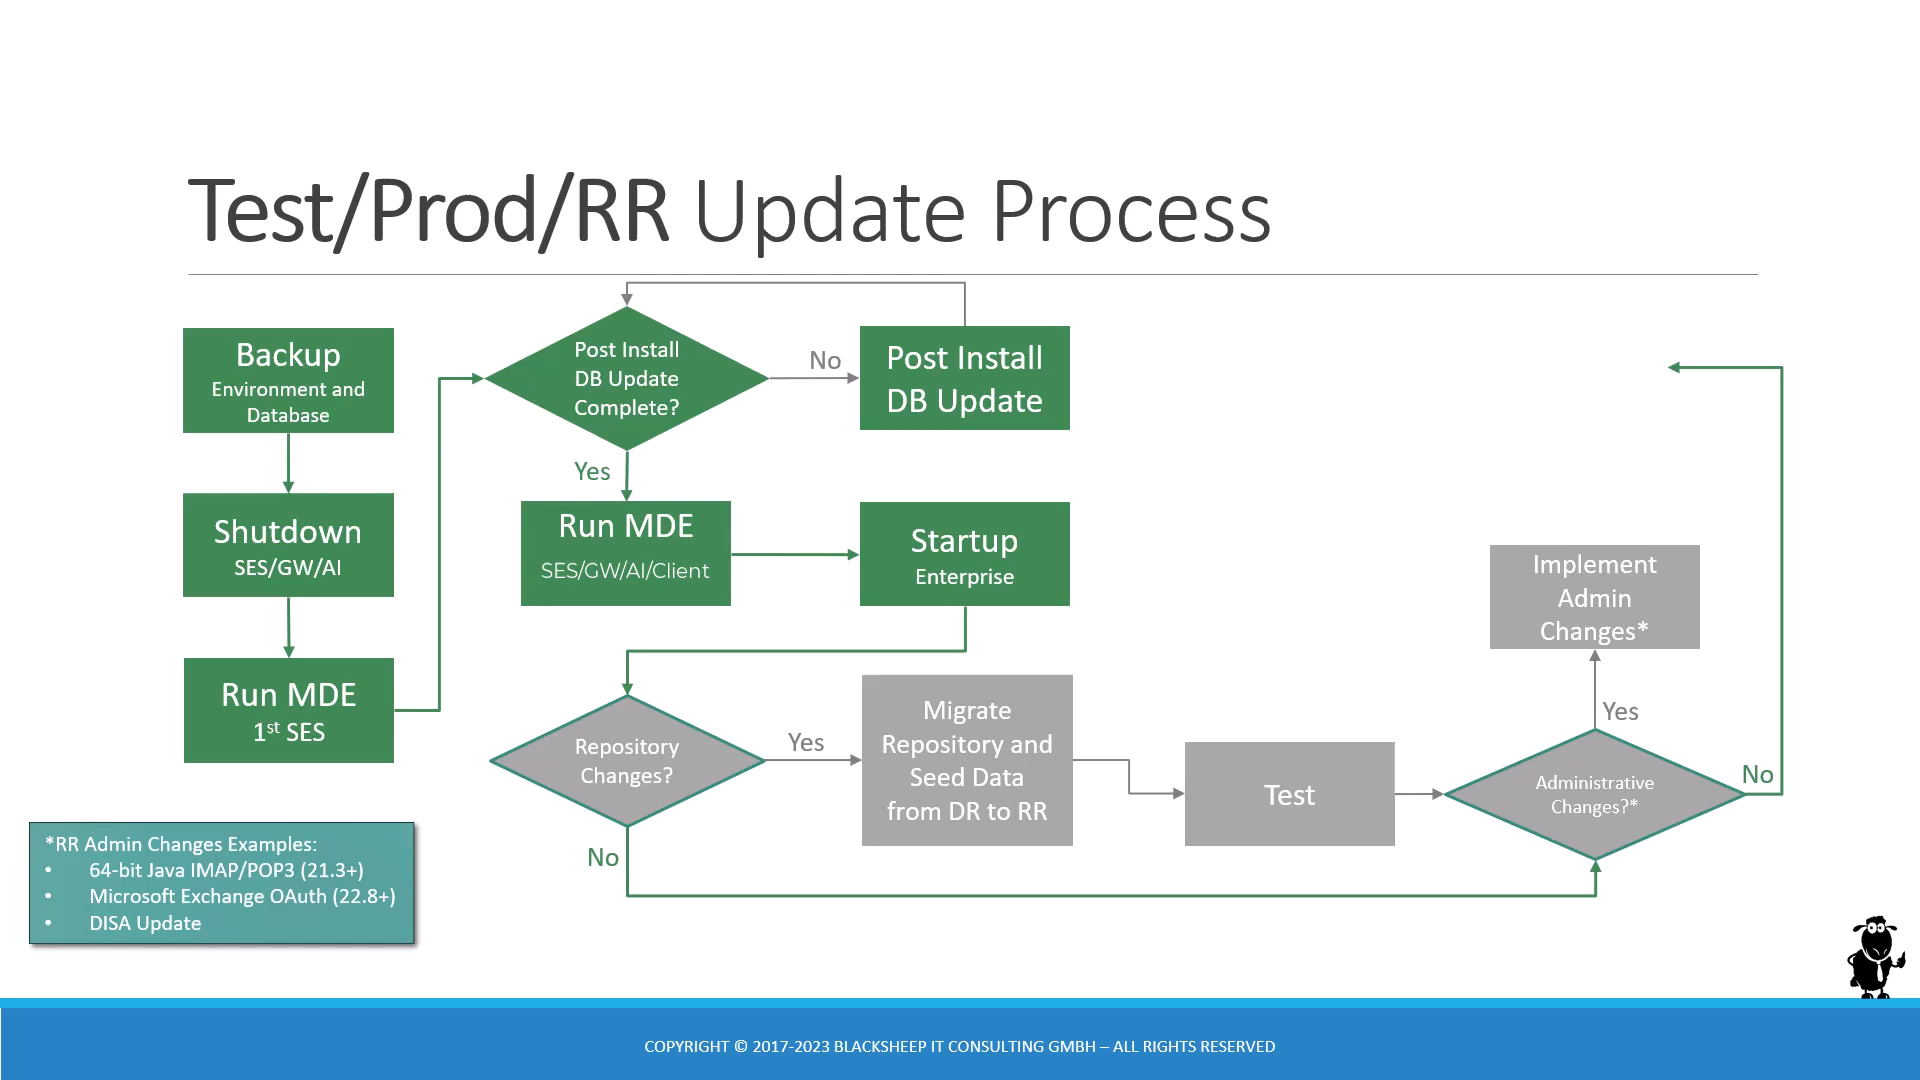 Test/Prod/RR Update Process
Backup
Environment and
Database
Shutdown
SES/GW/AI
Run MDE
1st SES
Post Install
DB Update
Complete?
No
Post Install
DB Update
Yes
Run MDE
SES/GW/AI/Client
Startup
Enterprise
Repository
Changes?
Yes
Migrate
Repository and
Seed Data
from DR to RR
No
Test
Administrative
Changes?*
Yes
Implement
Admin
Changes*
No
*RR Admin Changes Examples:
• 64-bit Java IMAP/POP3 (21.3+)
• Microsoft Exchange OAuth (22.8+)
• DISA Update
COPYRIGHT © 2017-2023 BLACKSHEEP IT CONSULTING GMBH – ALL RIGHTS RESERVED